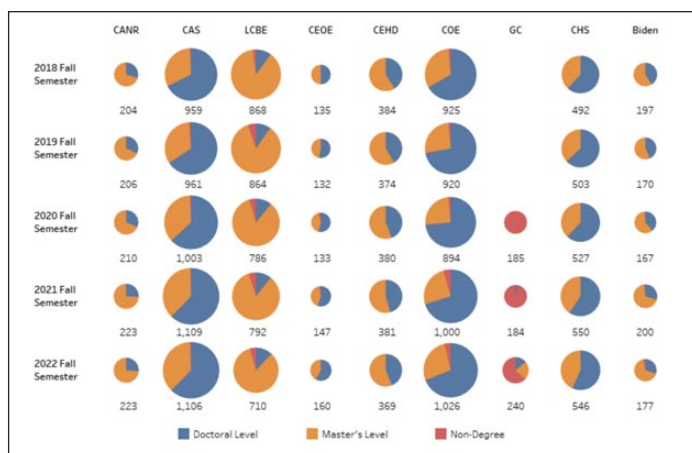 CANR CAS LCBE CEOE CEHD COE GC CHS Biden
2018 Fall
Semester
204 959 868 135 384 925 492 197
2019 Fall
Semester
206 961 864 132 374 920 503 170
2020 Fall
Semester
210 1,003 786 133 380 894 185 527 167
2021 Fall
Semester
223 1,109 792 147 381 1,000 184 550 200
2022 Fall
Semester
223 1,106 710 160 369 1,026 240 546 177
Doctoral Level Master's Level Non-Degree